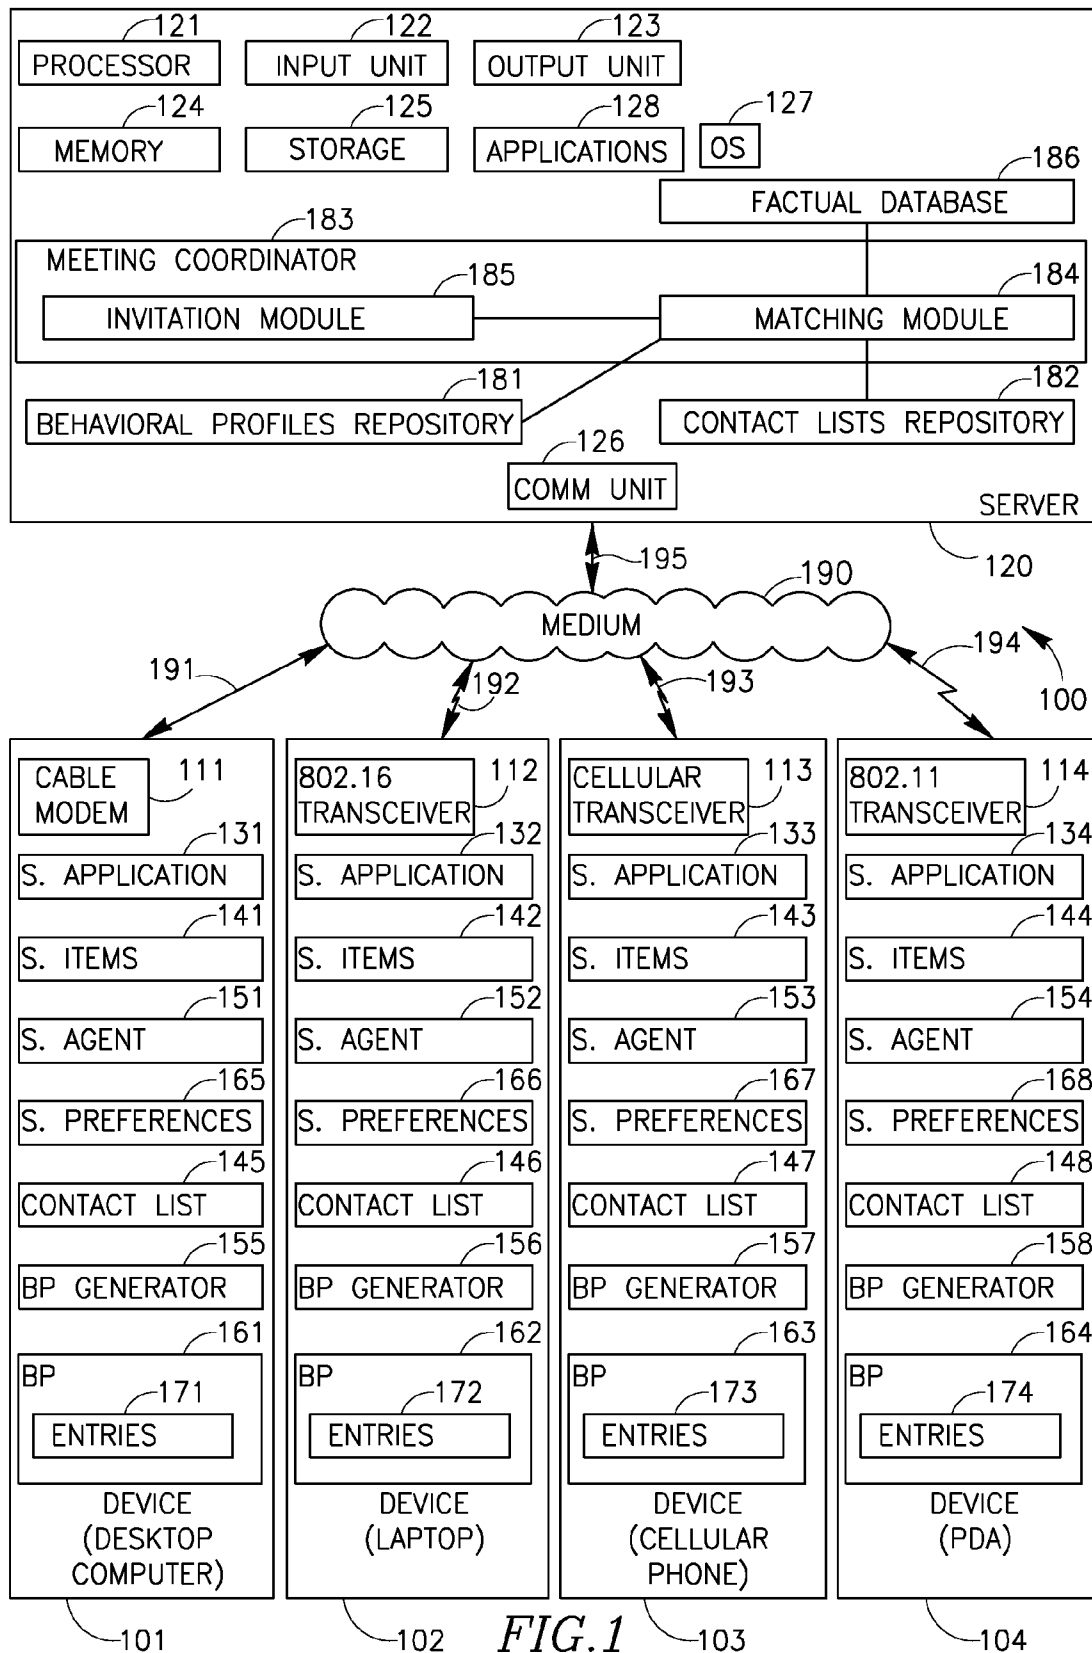 121 122 123
PROCESSOR INPUT UNIT OUTPUT UNIT
124 125 128 127
MEMORY STORAGE APPLICATIONS OS
186
FACTUAL DATABASE
183
MEETING COORDINATOR
185 184
INVITATION MODULE MATCHING MODULE
181 182
BEHAVIORAL PROFILES REPOSITORY CONTACT LISTS REPOSITORY
126
COMM UNIT
SERVER
195 120
190
MEDIUM
191 192 193 194
100
CABLE MODEM 111 802.16 TRANSCEIVER 112 CELLULAR TRANSCEIVER 113 802.11 TRANSCEIVER 114
131 132 133 134
S. APPLICATION S. APPLICATION S. APPLICATION S. APPLICATION
141 142 143 144
S. ITEMS S. ITEMS S. ITEMS S. ITEMS
151 152 153 154
S. AGENT S. AGENT S. AGENT S. AGENT
165 166 167 168
S. PREFERENCES S. PREFERENCES S. PREFERENCES S. PREFERENCES
145 146 147 148
CONTACT LIST CONTACT LIST CONTACT LIST CONTACT LIST
155 156 157 158
BP GENERATOR BP GENERATOR BP GENERATOR BP GENERATOR
161 162 163 164
BP BP BP BP
171 172 173 174
ENTRIES ENTRIES ENTRIES ENTRIES
DEVICE DEVICE DEVICE DEVICE
(DESKTOP (LAPTOP) (CELLULAR (PDA)
COMPUTER) PHONE)
101 102 103 104
FIG.1